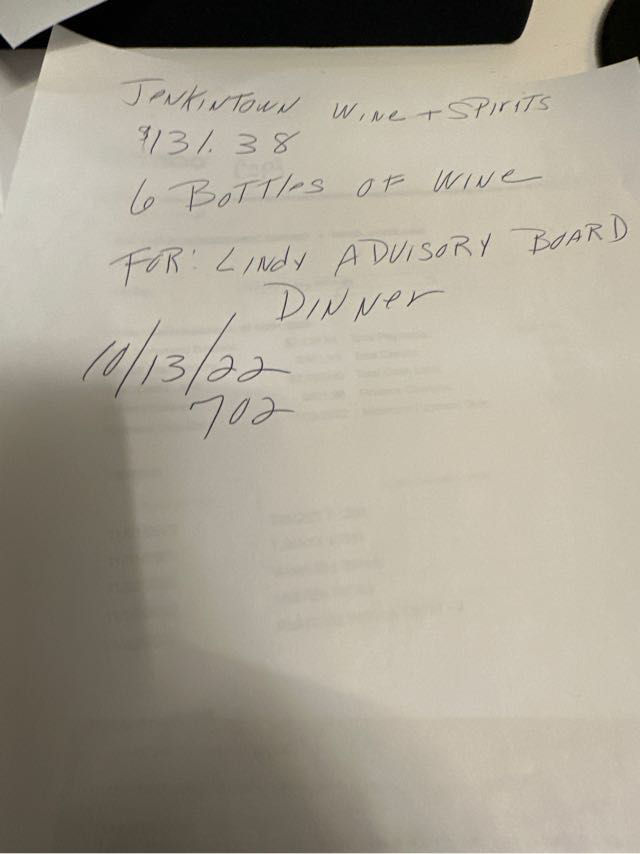 JENKINTOWN WINE + SPIRITS
$131.38
6 BOTTles OF WINE
FOR: LINDY ADVISORY BOARD
DINNer
10/13/22
702